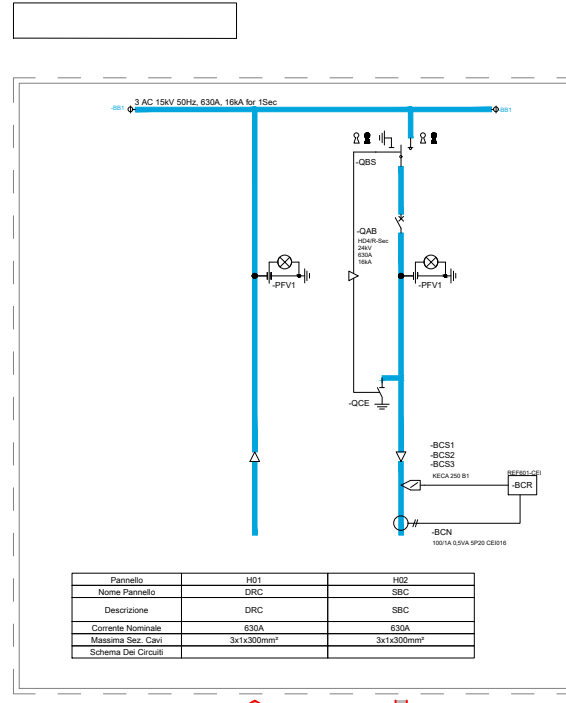 3 AC 15kV 50Hz, 630A, 16kA for 1Sec
-BB1
-BB1
-QBS
-QAB
HD4/R-Sec
24kV
630A
16kA
-PFV1
-PFV1
-QCE
-BCS1
-BCS2
-BCS3
KECA 250 B1
REF601-CEI
-BCR
-BCN
100/1A 0,5VA 5P20 CEI016
Pannello H01 H02
Nome Pannello DRC SBC
Descrizione DRC SBC
Corrente Nominale 630A 630A
Massima Sez. Cavi 3x1x300mm² 3x1x300mm²
Schema Dei Circuiti